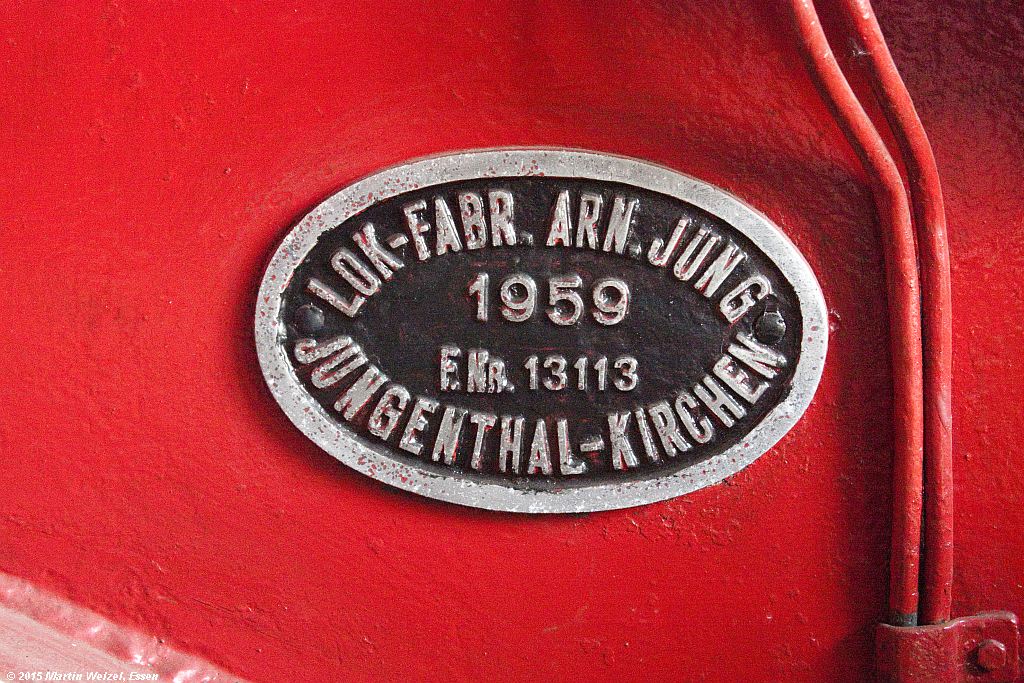 LOK-FABR. ARN. JUNG
1959
F. NR. 13113
JUNGENTHAL-KIRCHEN
© 2015 Martin Welzel, Essen